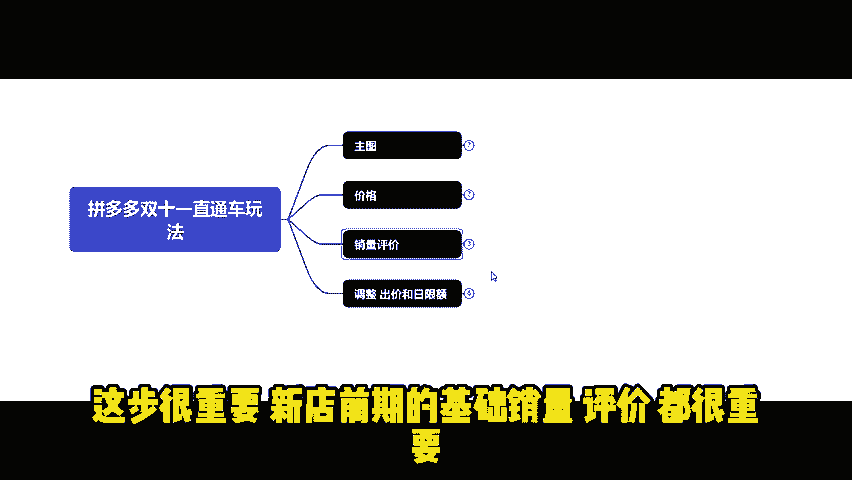 主图
价格
拼多多双十一直通车玩
法
销量评价
3
调整 出价和日限额
这步很重要 新店前期的基础销量 评价 都很重
要